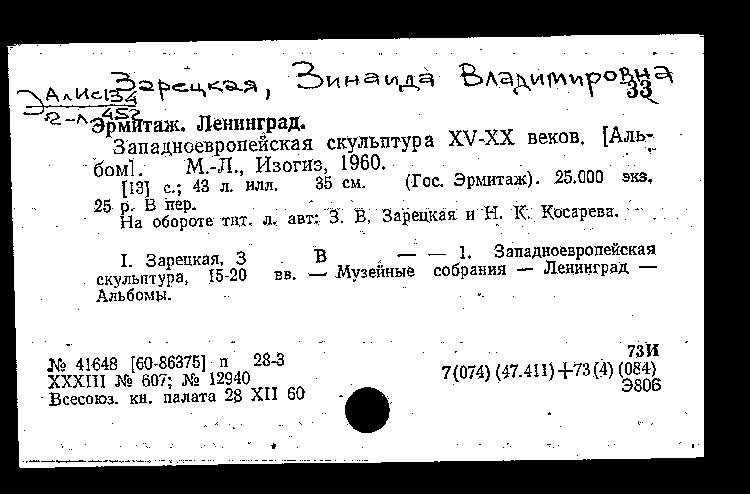 Зарецкая, Зинаида Владимировна
АлИс134
2-Л 452
33
Эрмитаж. Ленинград.
Западноевропейская скульптура XV-XX веков. [Аль-
бом]. М.-Л., Изогиз, 1960.
[13] с.; 43 л. илл. 35 см. (Гос. Эрмитаж). 25.000 экз.
25 р. В пер.
На обороте тит. л. авт: З. В. Зарецкая и Н. К. Косарева.
I. Зарецкая, З В — — 1. Западноевропейская
скульптура, 15-20 вв. — Музейные собрания — Ленинград —
Альбомы.
73И
№ 41648 [60-86375] п 28-3
7(074) (47.411)+73(4) (084)
XXXIII № 607; № 12940
Э806
Всесоюз. кн. палата 28 XII 60